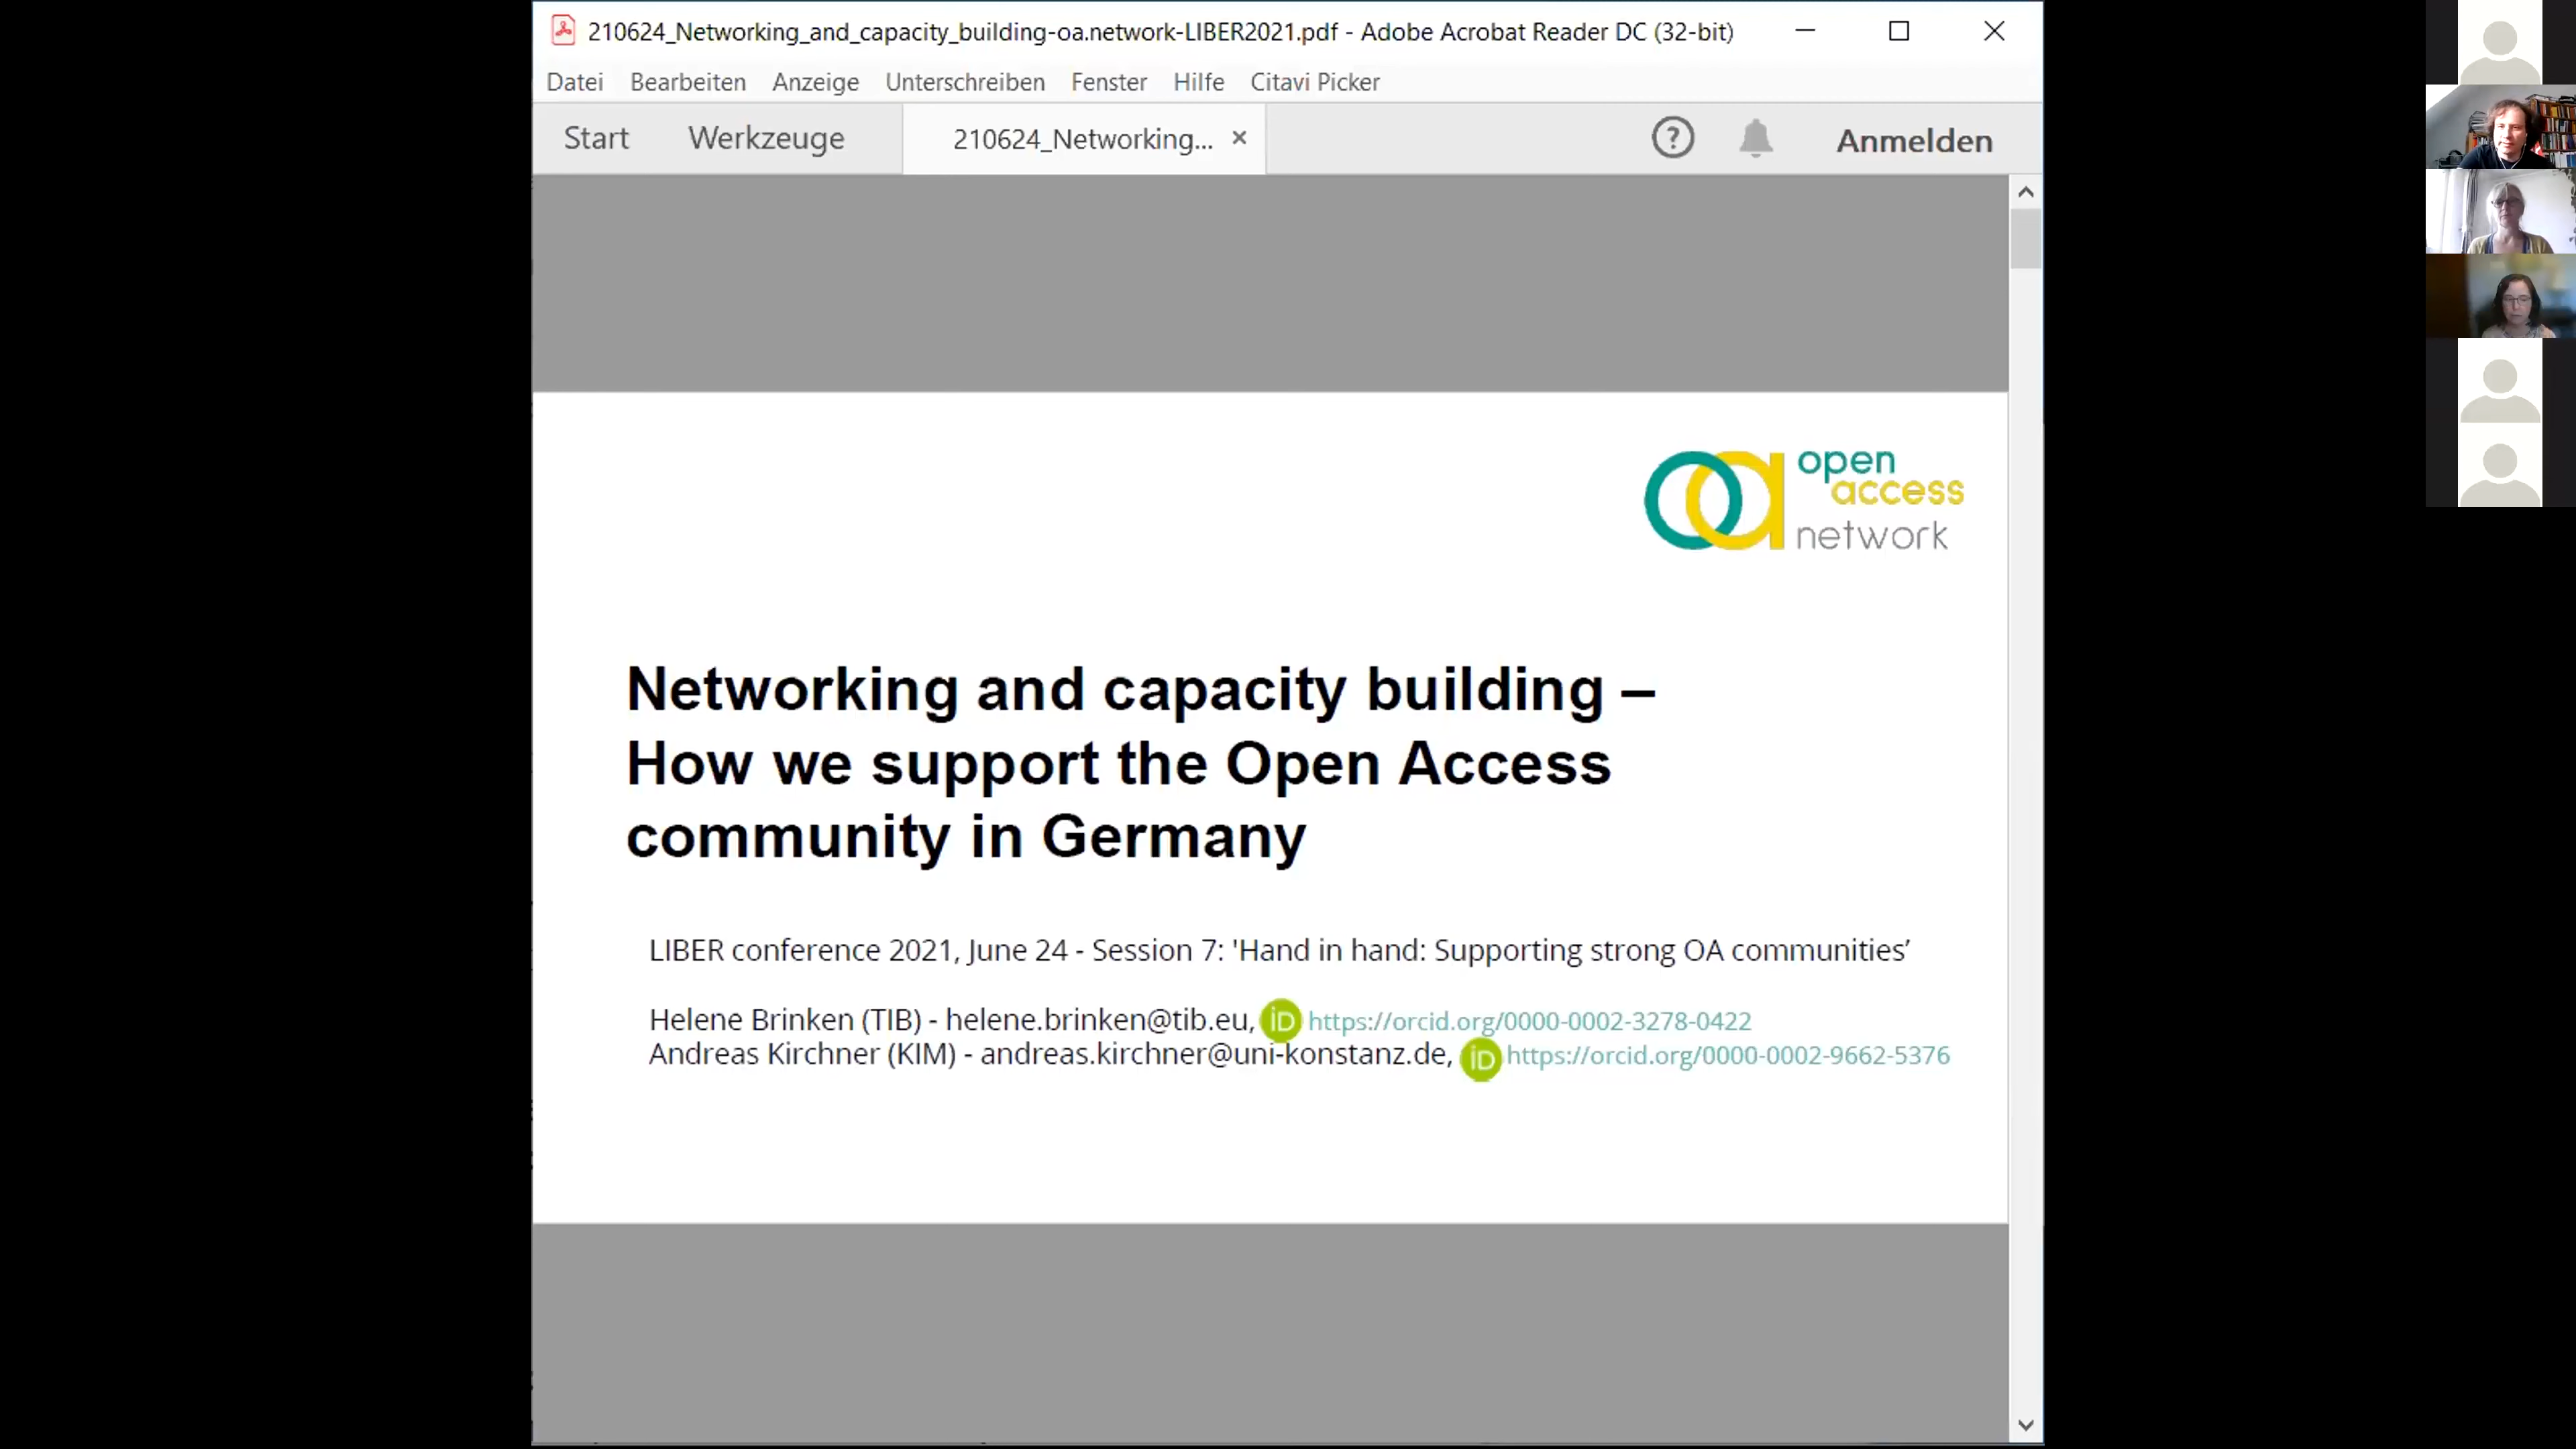 210624_Networking_and_capacity_building-oa.network-LIBER2021.pdf - Adobe Acrobat Reader DC (32-bit)
Datei Bearbeiten Anzeige Unterschreiben Fenster Hilfe Citavi Picker
Start Werkzeuge 210624_Networking... Anmelden
open
access
network
Networking and capacity building –
How we support the Open Access
community in Germany
LIBER conference 2021, June 24 - Session 7: 'Hand in hand: Supporting strong OA communities’
Helene Brinken (TIB) - helene.brinken@tib.eu, iD https://orcid.org/0000-0002-3278-0422
Andreas Kirchner (KIM) - andreas.kirchner@uni-konstanz.de, iD https://orcid.org/0000-0002-9662-5376